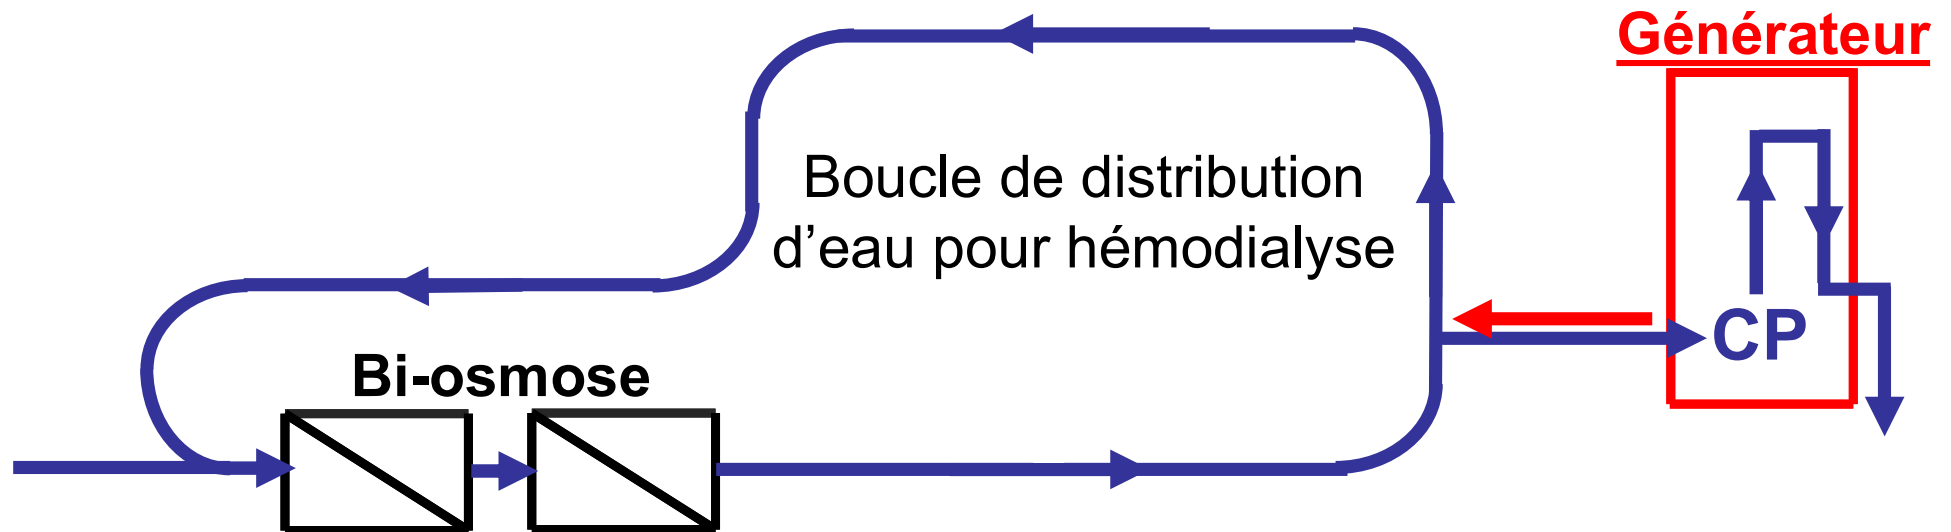 Générateur
Boucle de distribution
d’eau pour hémodialyse
CP
Bi-osmose